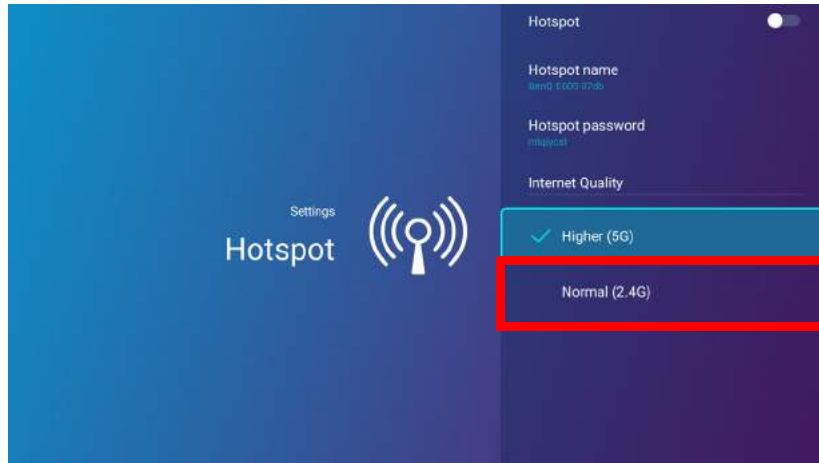 Hotspot
Hotspot name
Hotspot password
Internet Quality
Settings
Hotspot
Higher (5G)
Normal (2.4G)